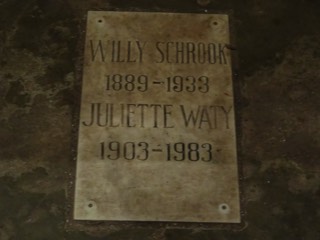 WILLY SCHROOK
1889-1933
JULIETTE WATY
1903-1983